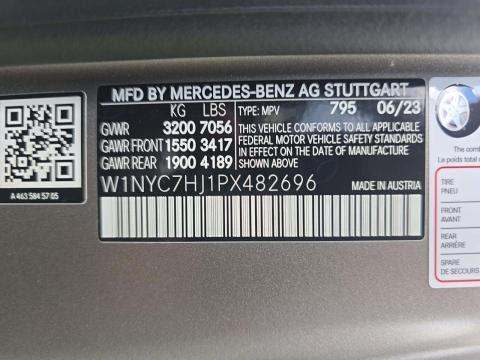 MFD BY MERCEDES-BENZ AG STUTTGART
KG LBS TYPE: MPV 795 06/23
GVWR 3200 7056 THIS VEHICLE CONFORMS TO ALL APPLICABLE
GAWR FRONT 1550 3417 FEDERAL MOTOR VEHICLE SAFETY STANDARDS
GAWR REAR 1900 4189 IN EFFECT ON THE DATE OF MANUFACTURE SHOWN ABOVE.
W1NYC7HJ1PX482696 MADE IN AUSTRIA
A 463 584 57 05
Le poids total
TIRE
PNEU
FRONT
AVANT
REAR
ARRIÈRE
SPARE
DE SECOURS